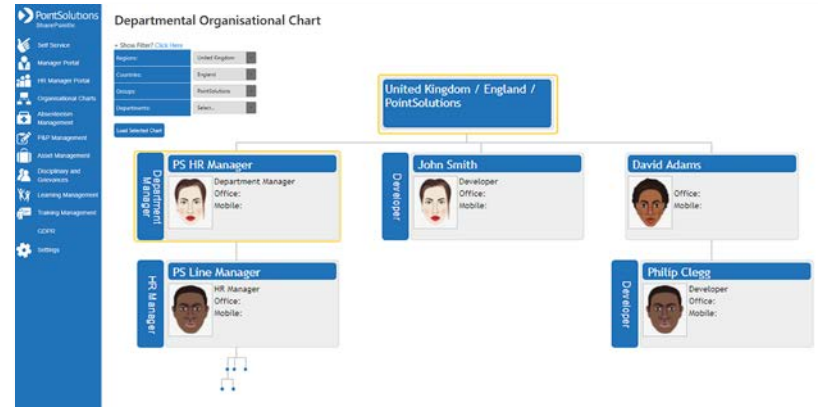 PointSolutions
SharePointhr
Self Service
Manager Portal
HR Manager Portal
Organisational Charts
Absenteeism
Management
P&P Management
Asset Management
Disciplinary and
Grievances
Learning Management
Training Management
GDPR
Settings
Departmental Organisational Chart
+ Show Filter? Click Here
Regions:
United Kingdom
Countries:
England
Groups:
PointSolutions
Departments:
Select...
Load Selected Chart
United Kingdom / England /
PointSolutions
Department
Manager
PS HR Manager
Department Manager
Office:
Mobile:
Developer
John Smith
Developer
Office:
Mobile:
David Adams
Office:
Mobile:
HR Manager
PS Line Manager
HR Manager
Office:
Mobile:
Developer
Philip Clegg
Developer
Office:
Mobile: